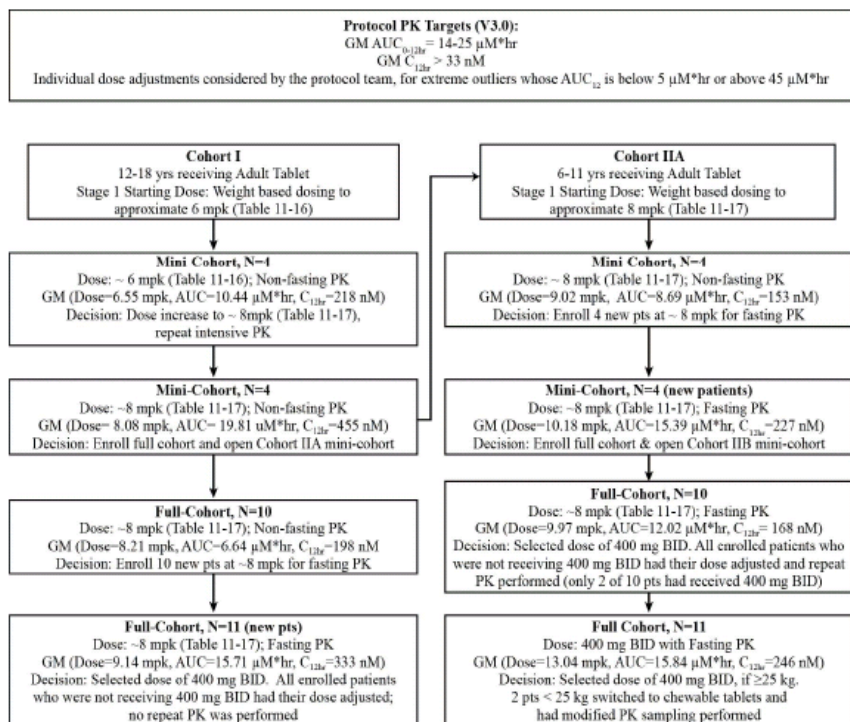 Protocol PK Targets (V3.0):
GM AUC0-12hr= 14-25 µM*hr
GM C12hr > 33 nM
Individual dose adjustments considered by the protocol team, for extreme outliers whose AUC12 is below 5 µM*hr or above 45 µM*hr
Cohort I
12-18 yrs receiving Adult Tablet
Stage 1 Starting Dose: Weight based dosing to
approximate 6 mpk (Table 11-16)
Mini Cohort, N=4
Dose: ~ 6 mpk (Table 11-16); Non-fasting PK
GM (Dose=6.55 mpk, AUC=10.44 µM*hr, C12hr=218 nM)
Decision: Dose increase to ~ 8mpk (Table 11-17),
repeat intensive PK
Mini-Cohort, N=4
Dose: ~8 mpk (Table 11-17); Non-fasting PK
GM (Dose= 8.08 mpk, AUC= 19.81 uM*hr, C12hr=455 nM)
Decision: Enroll full cohort and open Cohort IIA mini-cohort
Full-Cohort, N=10
Dose: ~8 mpk (Table 11-17); Non-fasting PK
GM (Dose=8.21 mpk, AUC=6.64 µM*hr, C12hr=198 nM
Decision: Enroll 10 new pts at ~8 mpk for fasting PK
Full-Cohort, N=11 (new pts)
Dose: ~8 mpk (Table 11-17); Fasting PK
GM (Dose=9.14 mpk, AUC=15.71 µM*hr, C12hr=333 nM)
Decision: Selected dose of 400 mg BID. All enrolled patients
who were not receiving 400 mg BID had their dose adjusted;
no repeat PK was performed
Cohort IIA
6-11 yrs receiving Adult Tablet
Stage 1 Starting Dose: Weight based dosing to
approximate 8 mpk (Table 11-17)
Mini Cohort, N=4
Dose: ~ 8 mpk (Table 11-17); Non-fasting PK
GM (Dose=9.02 mpk, AUC=8.69 µM*hr, C12hr=153 nM)
Decision: Enroll 4 new pts at ~ 8 mpk for fasting PK
Mini-Cohort, N=4 (new patients)
Dose: ~8 mpk (Table 11-17); Fasting PK
GM (Dose=10.18 mpk, AUC=15.39 µM*hr, C12hr=227 nM)
Decision: Enroll full cohort & open Cohort IIB mini-cohort
Full-Cohort, N=10
Dose: ~8 mpk (Table 11-17); Fasting PK
GM (Dose=9.97 mpk, AUC=12.02 µM*hr, C12hr= 168 nM)
Decision: Selected dose of 400 mg BID. All enrolled patients who
were not receiving 400 mg BID had their dose adjusted and repeat
PK performed (only 2 of 10 pts had received 400 mg BID)
Full Cohort, N=11
Dose: 400 mg BID with Fasting PK
GM (Dose=13.04 mpk, AUC=15.84 µM*hr, C12hr=246 nM)
Decision: Selected dose of 400 mg BID, if ≥25 kg.
2 pts < 25 kg switched to chewable tablets and
had modified PK sampling performed